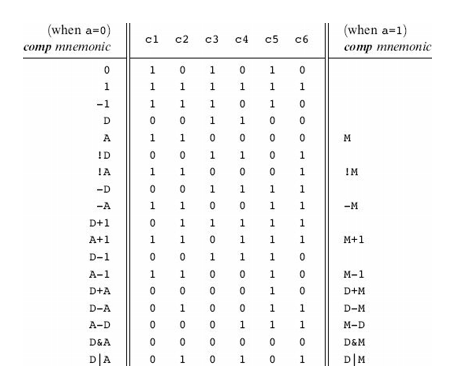 (when a=0) c1 c2 c3 c4 c5 c6 (when a=1)
comp mnemonic comp mnemonic
0 1 0 1 0 1 0
1 1 1 1 1 1 1
-1 1 1 1 0 1 0
D 0 0 1 1 0 0
A 1 1 0 0 0 0 M
!D 0 0 1 1 0 1
!A 1 1 0 0 0 1 !M
-D 0 0 1 1 1 1
-A 1 1 0 0 1 1 -M
D+1 0 1 1 1 1 1
A+1 1 1 0 1 1 1 M+1
D-1 0 0 1 1 1 0
A-1 1 1 0 0 1 0 M-1
D+A 0 0 0 0 1 0 D+M
D-A 0 1 0 0 1 1 D-M
A-D 0 0 0 1 1 1 M-D
D&A 0 0 0 0 0 0 D&M
D|A 0 1 0 1 0 1 D|M